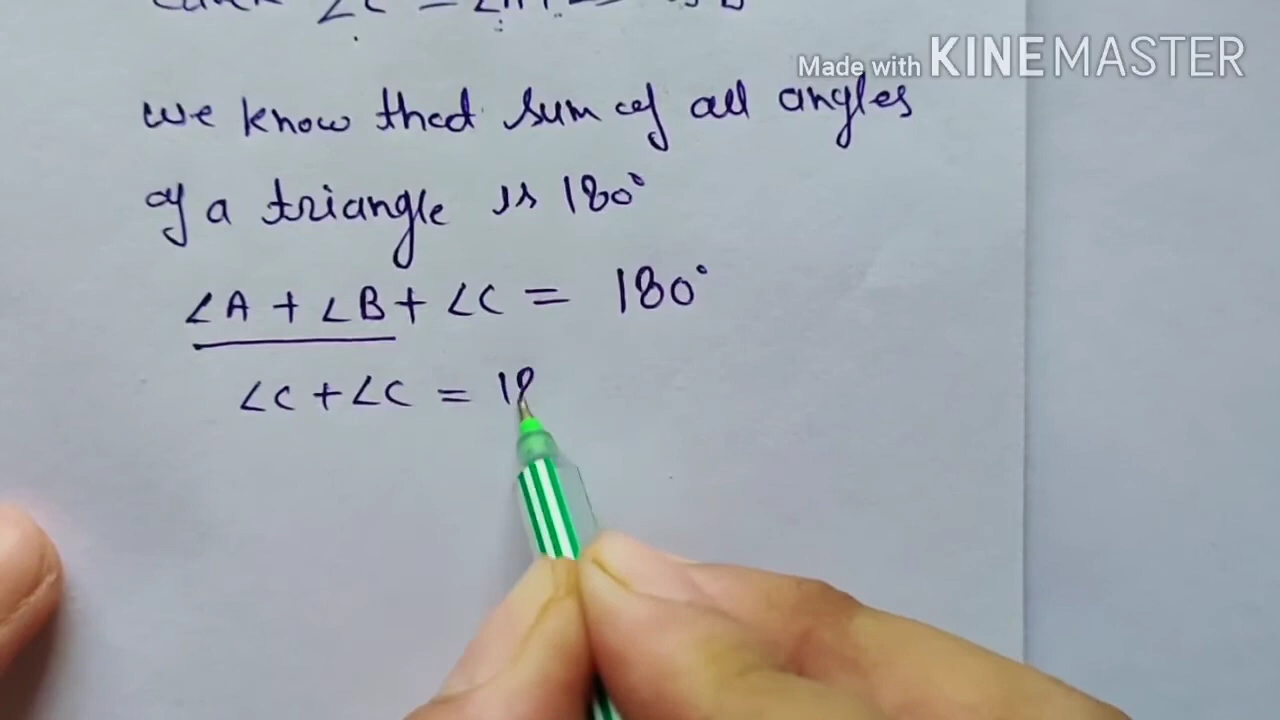 ∠C =
Made with KINEMASTER
we know that sum of all angles
of a triangle is 180°
∠A + ∠B + ∠C = 180°
∠C + ∠C = 18